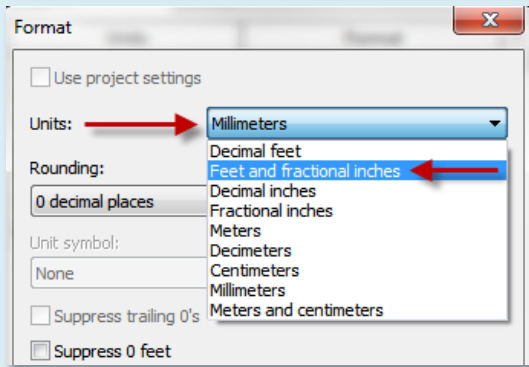 Format
Use project settings
Units:
Millimeters
Decimal feet
Feet and fractional inches
Decimal inches
Fractional inches
Meters
Decimeters
Centimeters
Millimeters
Meters and centimeters
Rounding:
0 decimal places
Unit symbol:
None
Suppress trailing 0's
Suppress 0 feet